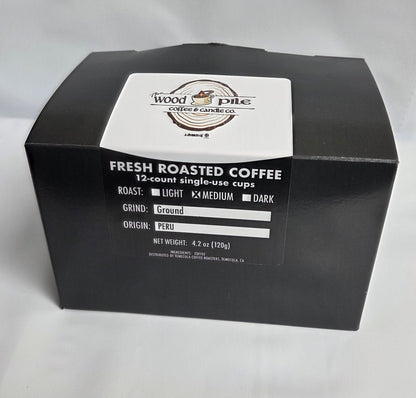 wood pile
coffee & candle co.
FRESH ROASTED COFFEE
12-count single-use cups
ROAST: LIGHT MEDIUM DARK
GRIND: Ground
ORIGIN: PERU
NET WEIGHT: 4.2 oz (120g)
INGREDIENTS: COFFEE
DISTRIBUTED BY TEMECULA COFFEE ROASTERS, TEMECULA, CA